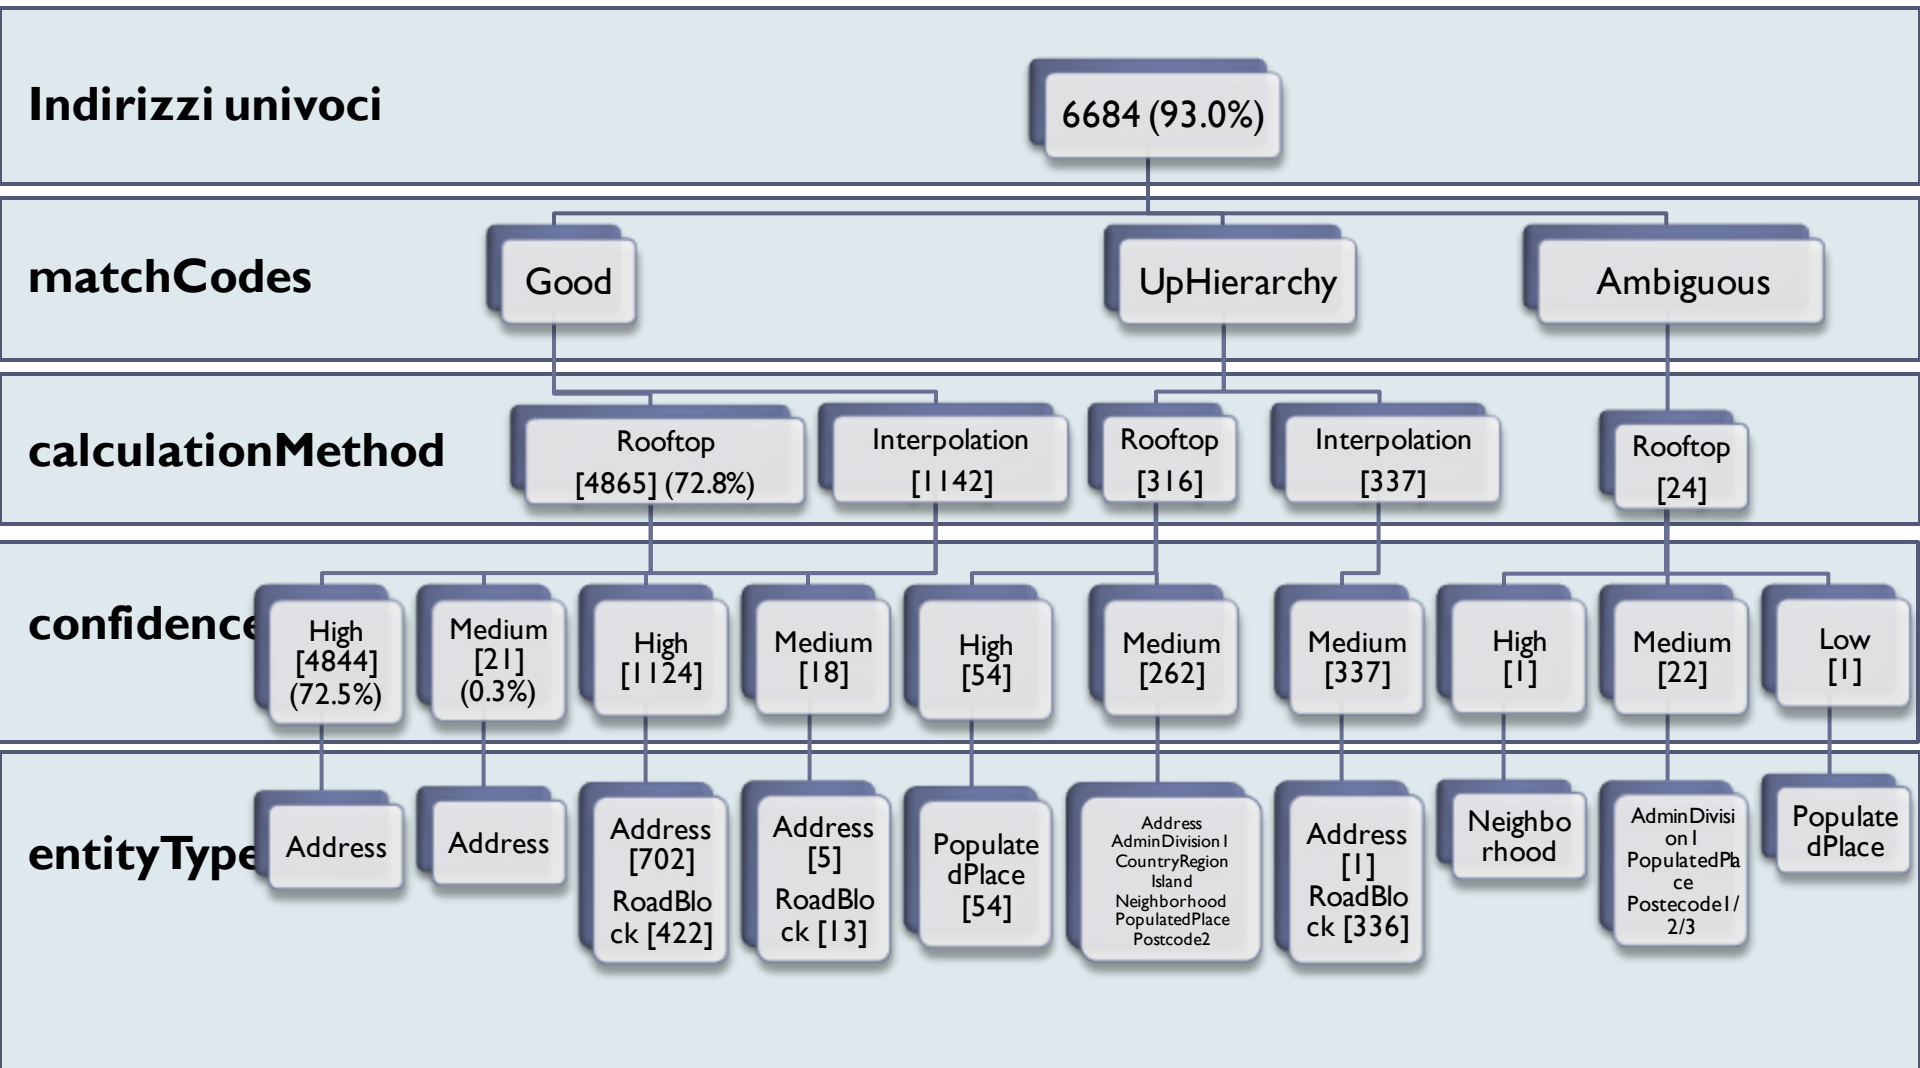 Indirizzi univoci
6684 (93.0%)
matchCodes
Good
UpHierarchy
Ambiguous
calculationMethod
Rooftop
[4865] (72.8%)
Interpolation
[1142]
Rooftop
[316]
Interpolation
[337]
Rooftop
[24]
confidence
High
[4844]
(72.5%)
Medium
[21]
(0.3%)
High
[1124]
Medium
[18]
High
[54]
Medium
[262]
Medium
[337]
High
[1]
Medium
[22]
Low
[1]
entityType
Address
Address
Address
[702]
RoadBlo
ck [422]
Address
[5]
RoadBlo
ck [13]
Populate
dPlace
[54]
Address
AdminDivision1
CountryRegion
Island
Neighborhood
PopulatedPlace
Postcode2
Address
[1]
RoadBlo
ck [336]
Neighbo
rhood
AdminDivisi
on1
PopulatedPla
ce
Postecode1/
2/3
Populate
dPlace